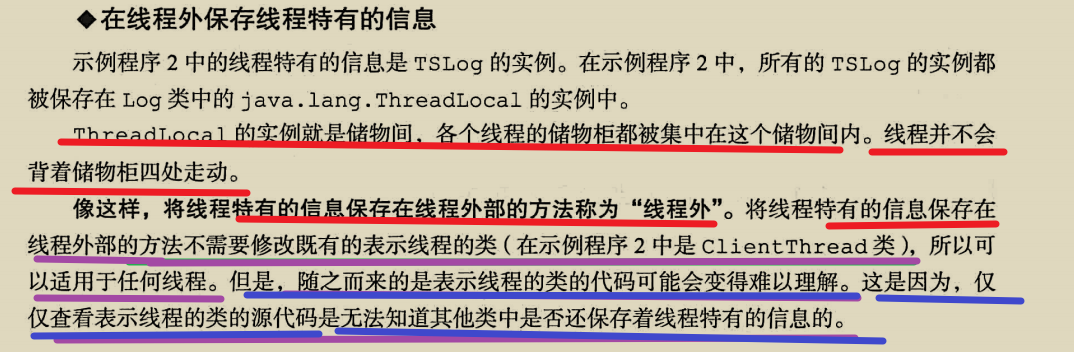 ◆在线程外保存线程特有的信息
示例程序 2 中的线程特有的信息是 TSLog 的实例。在示例程序 2 中，所有的 TSLog 的实例都
被保存在 Log 类中的 java.lang.ThreadLocal 的实例中。
ThreadLocal 的实例就是储物间，各个线程的储物柜都被集中在这个储物间内。线程并不会
背着储物柜四处走动。
像这样，将线程特有的信息保存在线程外部的方法称为“线程外”。将线程特有的信息保存在
线程外部的方法不需要修改既有的表示线程的类（在示例程序 2 中是 ClientThread 类），所以可
以适用于任何线程。但是，随之而来的是表示线程的类的代码可能会变得难以理解。这是因为，仅
仅查看表示线程的类的源代码是无法知道其他类中是否还保存着线程特有的信息的。